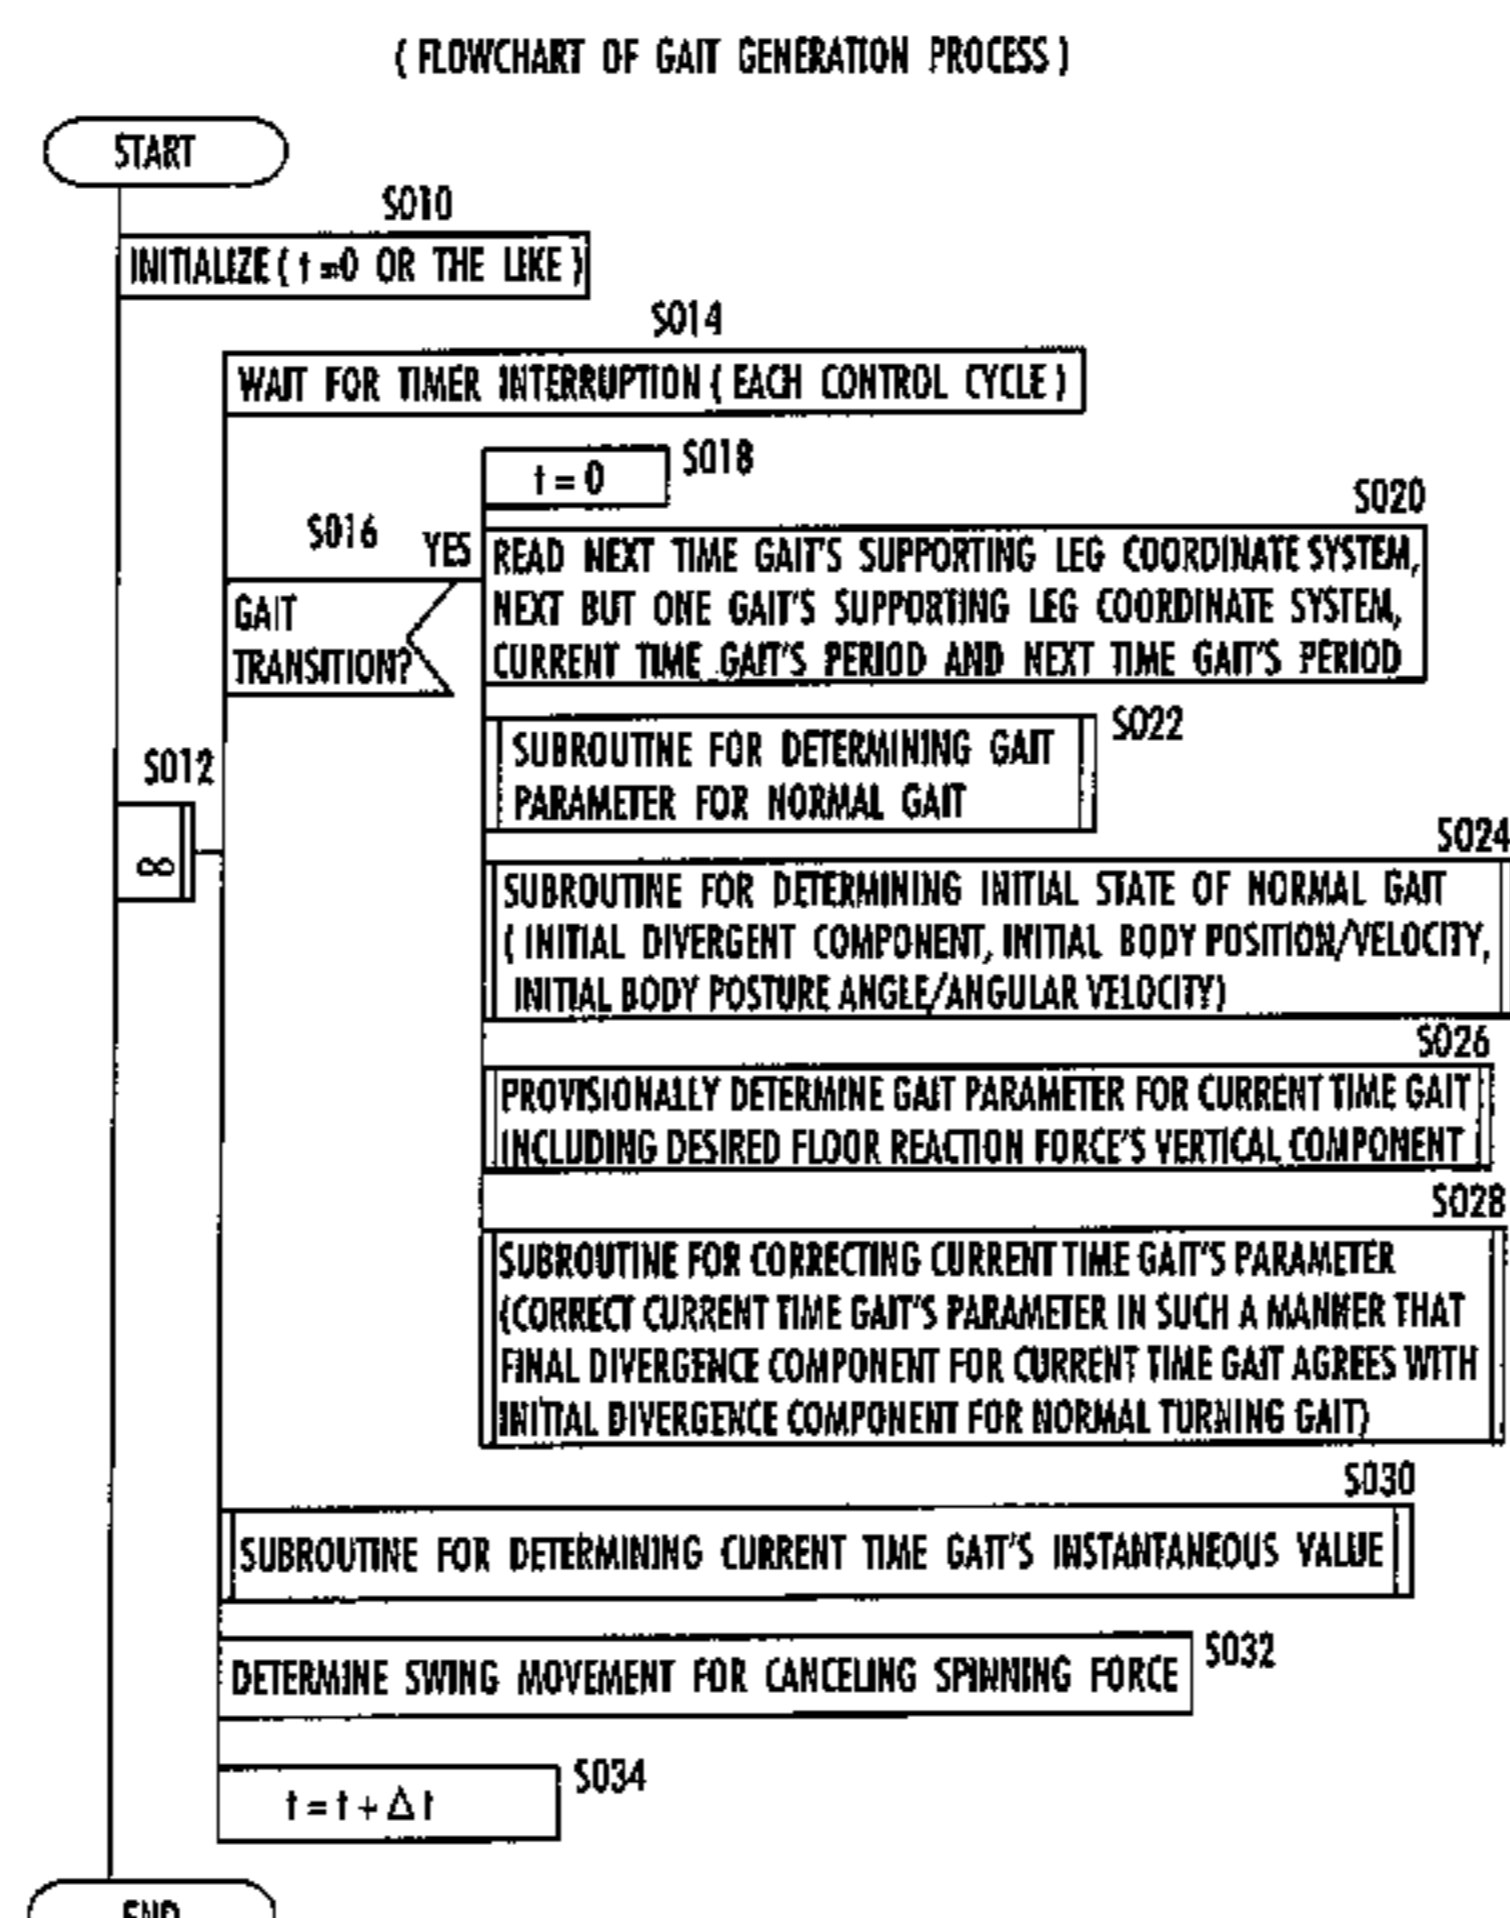 ( FLOWCHART OF GAIT GENERATION PROCESS )
START
S010
INITIALIZE ( t = 0 OR THE LIKE )
S014
WAIT FOR TIMER INTERRUPTION ( EACH CONTROL CYCLE )
t = 0
S018
S020
S016
YES
READ NEXT TIME GAIT'S SUPPORTING LEG COORDINATE SYSTEM,
NEXT BUT ONE GAIT'S SUPPORTING LEG COORDINATE SYSTEM,
CURRENT TIME GAIT'S PERIOD AND NEXT TIME GAIT'S PERIOD
GAIT
TRANSITION?
S022
SUBROUTINE FOR DETERMINING GAIT
PARAMETER FOR NORMAL GAIT
S012
∞
S024
SUBROUTINE FOR DETERMINING INITIAL STATE OF NORMAL GAIT
( INITIAL DIVERGENT COMPONENT, INITIAL BODY POSITION/VELOCITY,
INITIAL BODY POSTURE ANGLE/ANGULAR VELOCITY)
S026
PROVISIONALLY DETERMINE GAIT PARAMETER FOR CURRENT TIME GAIT
INCLUDING DESIRED FLOOR REACTION FORCE'S VERTICAL COMPONENT
S028
SUBROUTINE FOR CORRECTING CURRENT TIME GAIT'S PARAMETER
(CORRECT CURRENT TIME GAIT'S PARAMETER IN SUCH A MANNER THAT
FINAL DIVERGENCE COMPONENT FOR CURRENT TIME GAIT AGREES WITH
INITIAL DIVERGENCE COMPONENT FOR NORMAL TURNING GAIT)
S030
SUBROUTINE FOR DETERMINING CURRENT TIME GAIT'S INSTANTANEOUS VALUE
S032
DETERMINE SWING MOVEMENT FOR CANCELING SPINNING FORCE
S034
t = t + Δ t
END